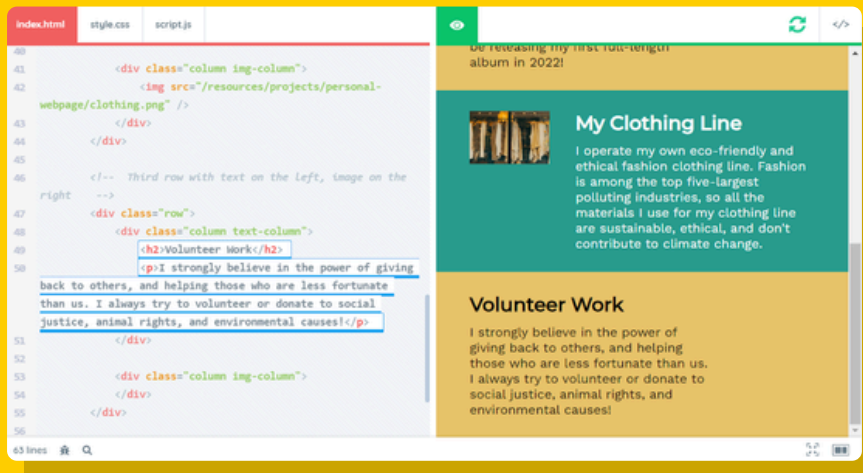 index.html style.css script.js </>
40
41 <div class="column img-column">
42 <img src="/resources/projects/personal-
webpage/clothing.png" />
43 </div>
44 </div>
45
46 <!-- Third row with text on the left, image on the
right -->
47 <div class="row">
48 <div class="column text-column">
49 <h2>Volunteer Work</h2>
50 <p>I strongly believe in the power of giving
back to others, and helping those who are less fortunate
than us. I always try to volunteer or donate to social
justice, animal rights, and environmental causes!</p>
51 </div>
52
53 <div class="column img-column">
54 </div>
55 </div>
56
63 lines
be releasing my first full-length
album in 2022!
My Clothing Line
I operate my own eco-friendly and
ethical fashion clothing line. Fashion
is among the top five-largest
polluting industries, so all the
materials I use for my clothing line
are sustainable, ethical, and don't
contribute to climate change.
Volunteer Work
I strongly believe in the power of
giving back to others, and helping
those who are less fortunate than us.
I always try to volunteer or donate to
social justice, animal rights, and
environmental causes!